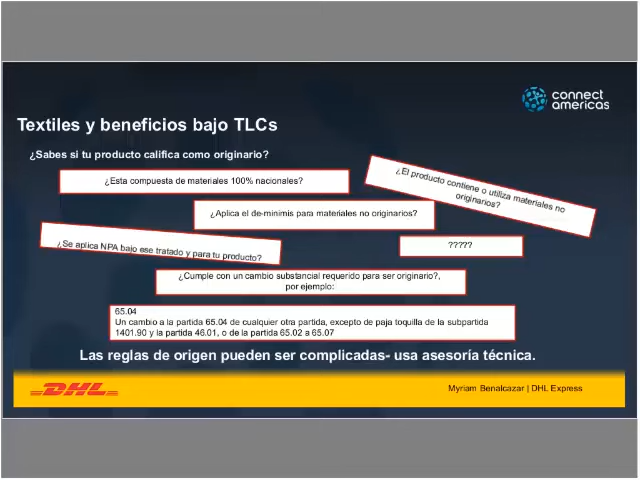 connect
americas
Textiles y beneficios bajo TLCs
¿Sabes si tu producto califica como originario?
¿Esta compuesta de materiales 100% nacionales?
¿El producto contiene o utiliza materiales no
originarios?
¿Aplica el de-minimis para materiales no originarios?
¿Se aplica NPA bajo ese tratado y para tu producto?
?????
¿Cumple con un cambio substancial requerido para ser originario?,
por ejemplo:
65.04
Un cambio a la partida 65.04 de cualquier otra partida, excepto de paja toquilla de la subpartida
1401.90 y la partida 46.01, o de la partida 65.02 a 65.07
Las reglas de origen pueden ser complicadas- usa asesoría técnica.
DHL
Myriam Benalcazar | DHL Express